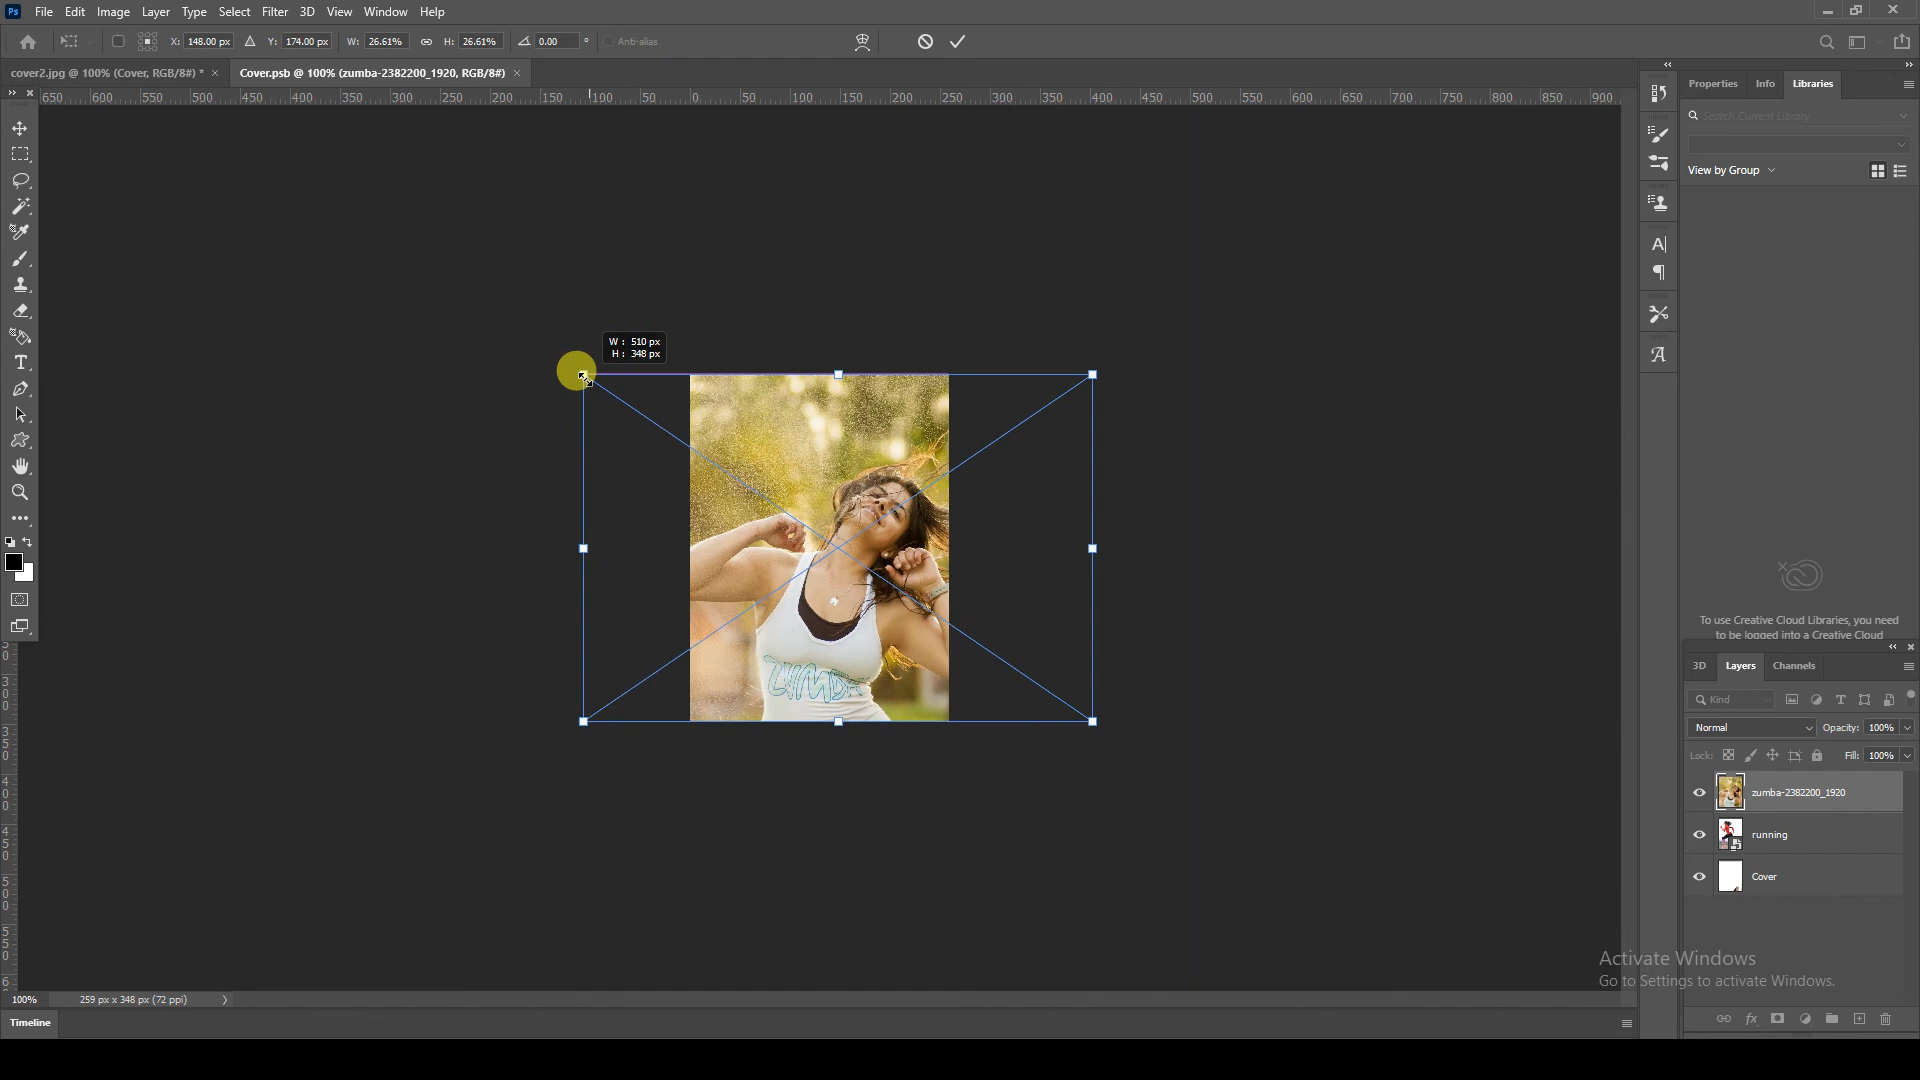 Ps File Edit Image Layer Type Select Filter 3D View Window Help
X: 148.00 px Y: 174.00 px W: 26.61% H: 26.61% 0.00 ° Anti-alias
cover2.jpg @ 100% (Cover, RGB/8#) * × Cover.psb @ 100% (zumba-2382200_1920, RGB/8#) ×
650 600 550 500 450 400 350 300 250 200 150 100 50 0 50 100 150 200 250 300 350 400 450 500 550 600 650 700 750 800 850 900
Properties Info Libraries
Search Current Library
View by Group
W : 510 px
H : 348 px
ZUMBA
To use Creative Cloud Libraries, you need
to be logged into a Creative Cloud
3D Layers Channels
Kind
Normal Opacity: 100%
Lock: Fill: 100%
zumba-2382200_1920
running
Cover
Activate Windows
Go to Settings to activate Windows.
100% 259 px x 348 px (72 ppi)
Timeline